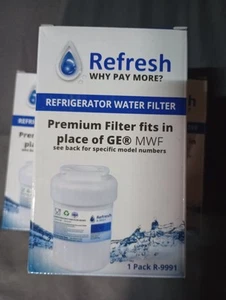 Refresh
WHY PAY MORE?
REFRIGERATOR WATER FILTER
Premium Filter fits in
place of GE® MWF
see back for specific model numbers
Refresh
1 Pack R-9991